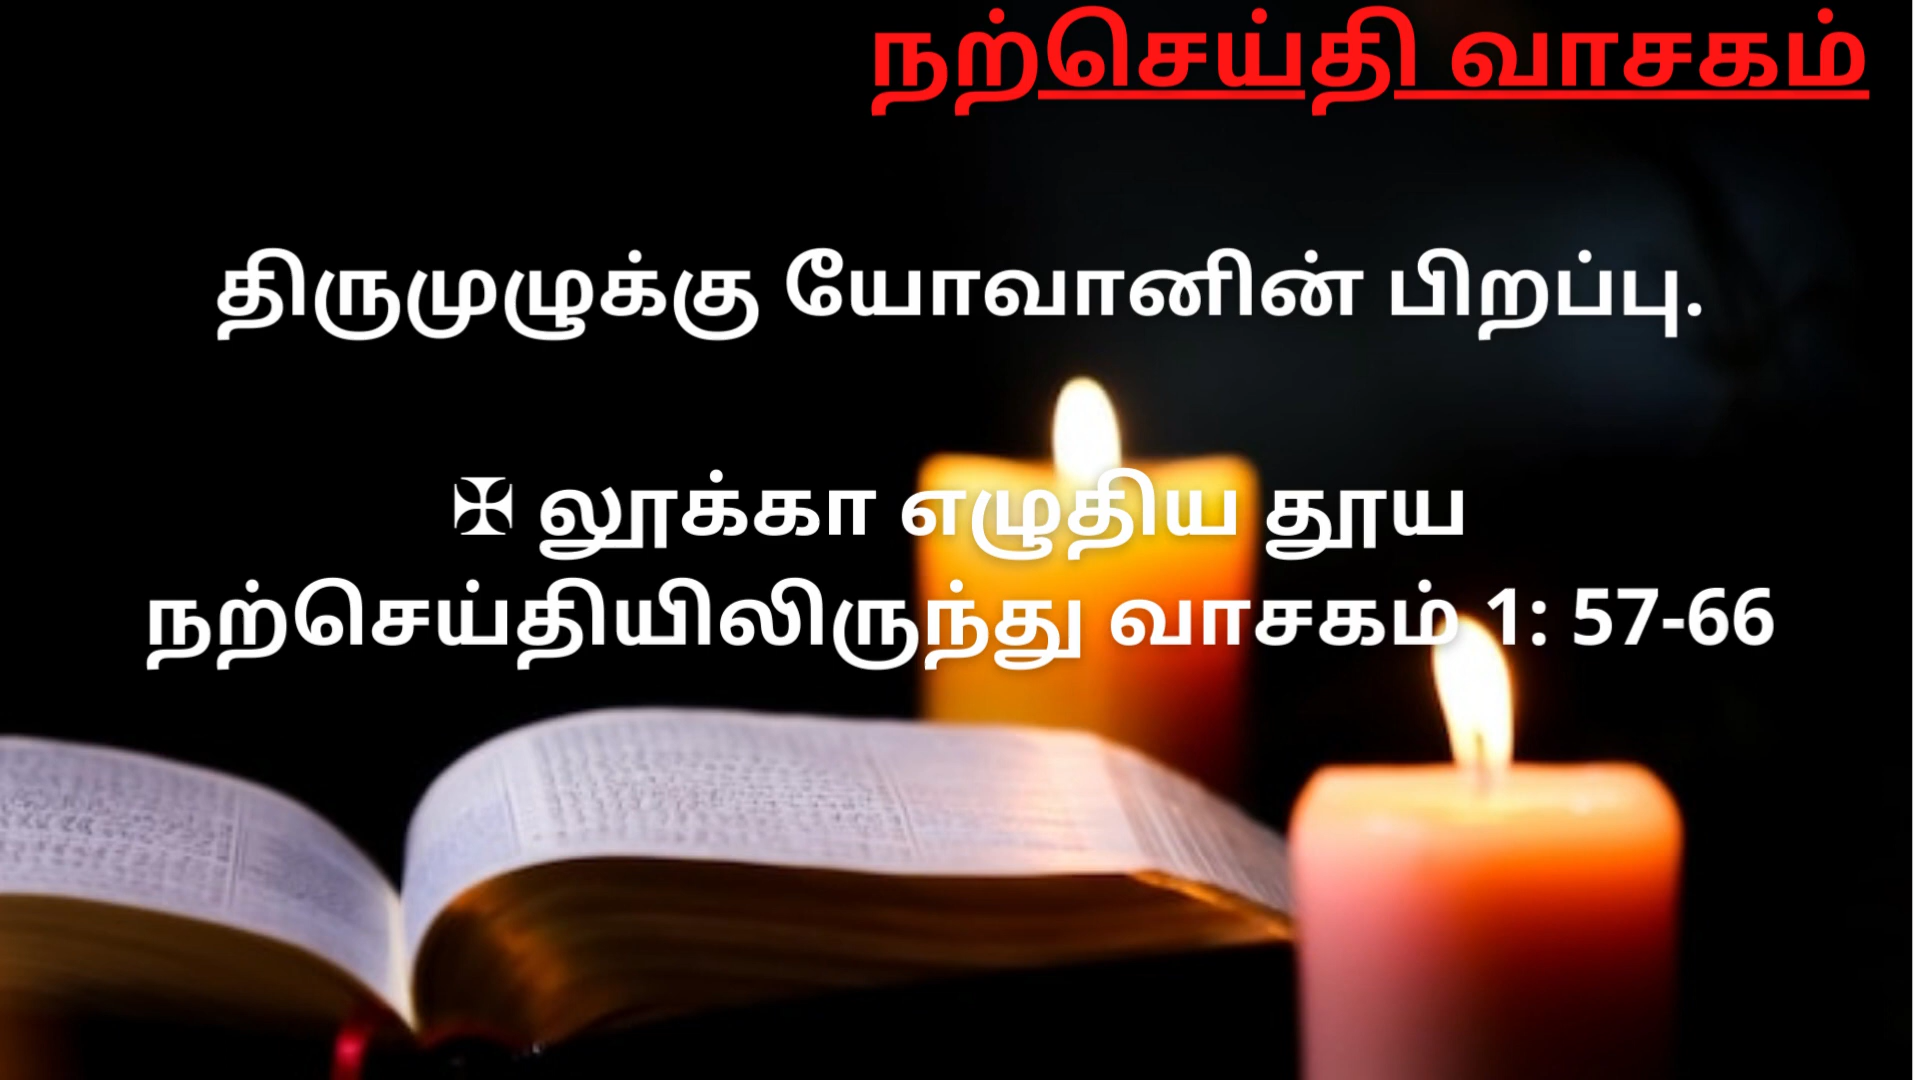 நற்செய்தி வாசகம்
திருமுழுக்கு யோவானின் பிறப்பு.
✠ லூக்கா எழுதிய தூய
நற்செய்தியிலிருந்து வாசகம் 1: 57-66